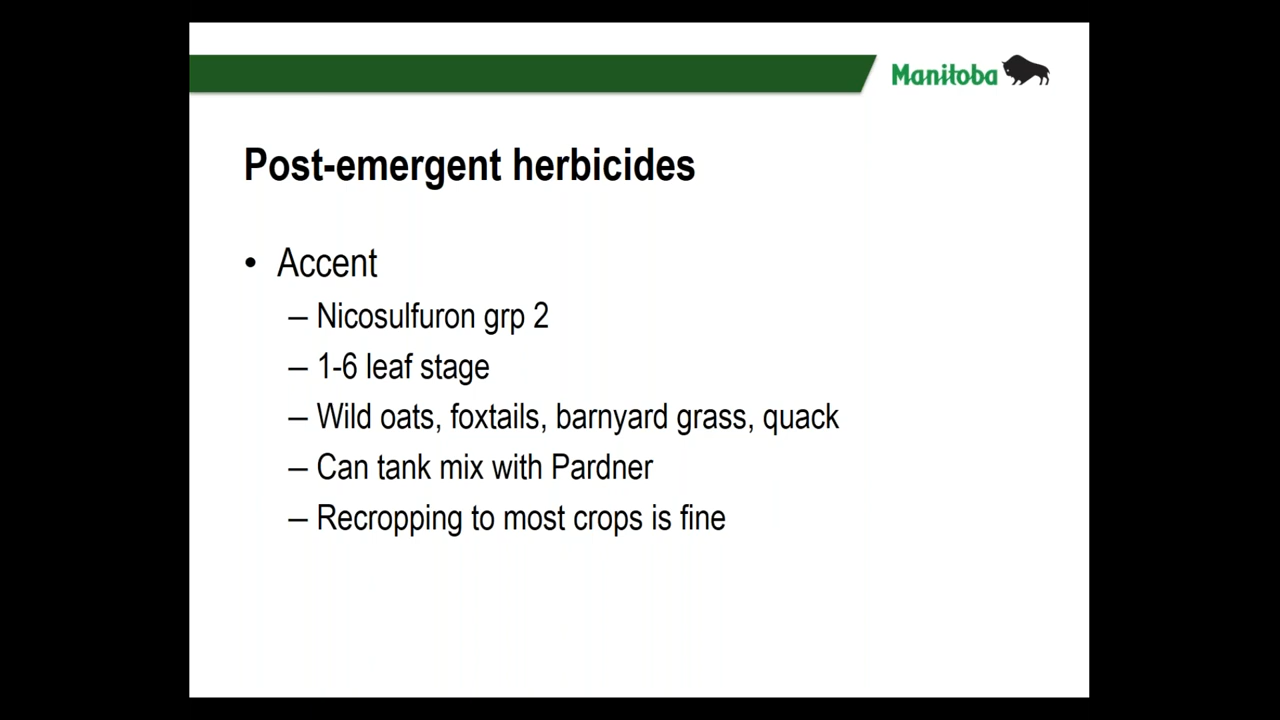 Manitoba
Post-emergent herbicides
• Accent
– Nicosulfuron grp 2
– 1-6 leaf stage
– Wild oats, foxtails, barnyard grass, quack
– Can tank mix with Pardner
– Recropping to most crops is fine